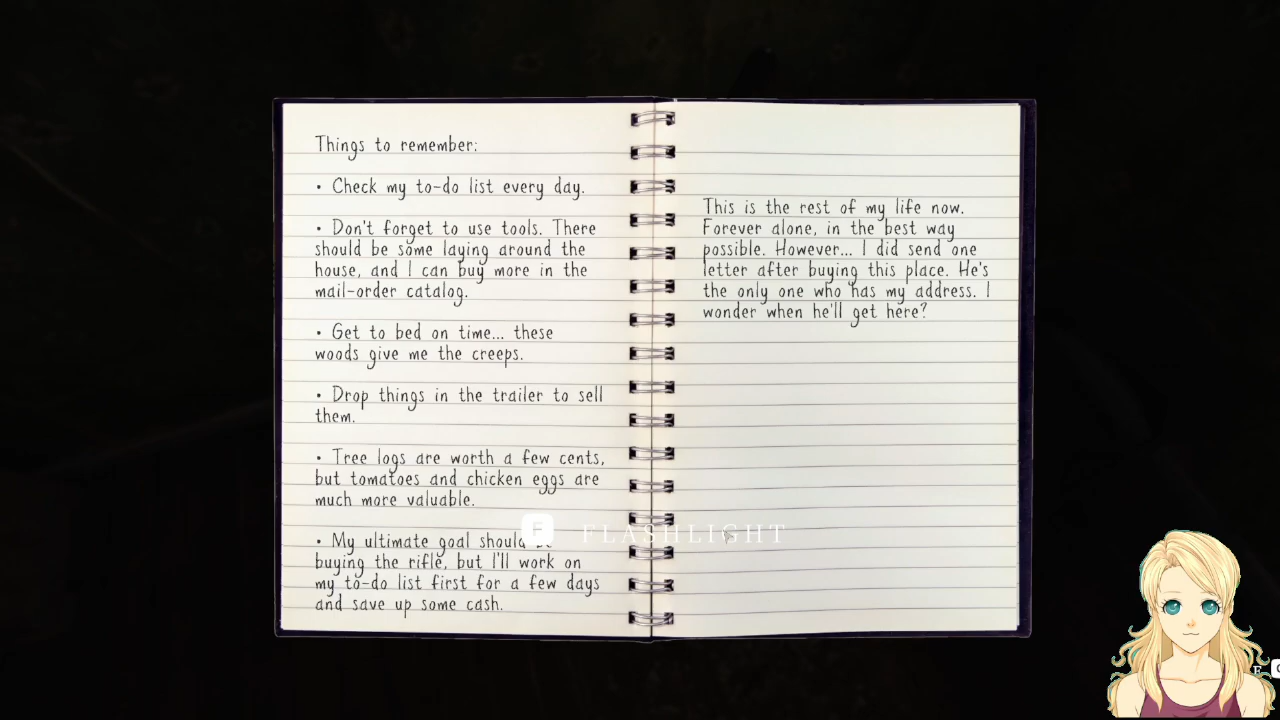 Things to remember:
• Check my to-do list every day.
• Don't forget to use tools. There
should be some laying around the
house, and I can buy more in the
mail-order catalog.
• Get to bed on time... these
woods give me the creeps.
• Drop things in the trailer to sell
them.
• Tree logs are worth a few cents,
but tomatoes and chicken eggs are
much more valuable.
• My ultimate goal should
buying the rifle, but I'll work on
my to-do list first for a few days
and save up some cash.
This is the rest of my life now.
Forever alone, in the best way
possible. However... I did send one
letter after buying this place. He's
the only one who has my address. I
wonder when he'll get here?
F FLASHLIGHT